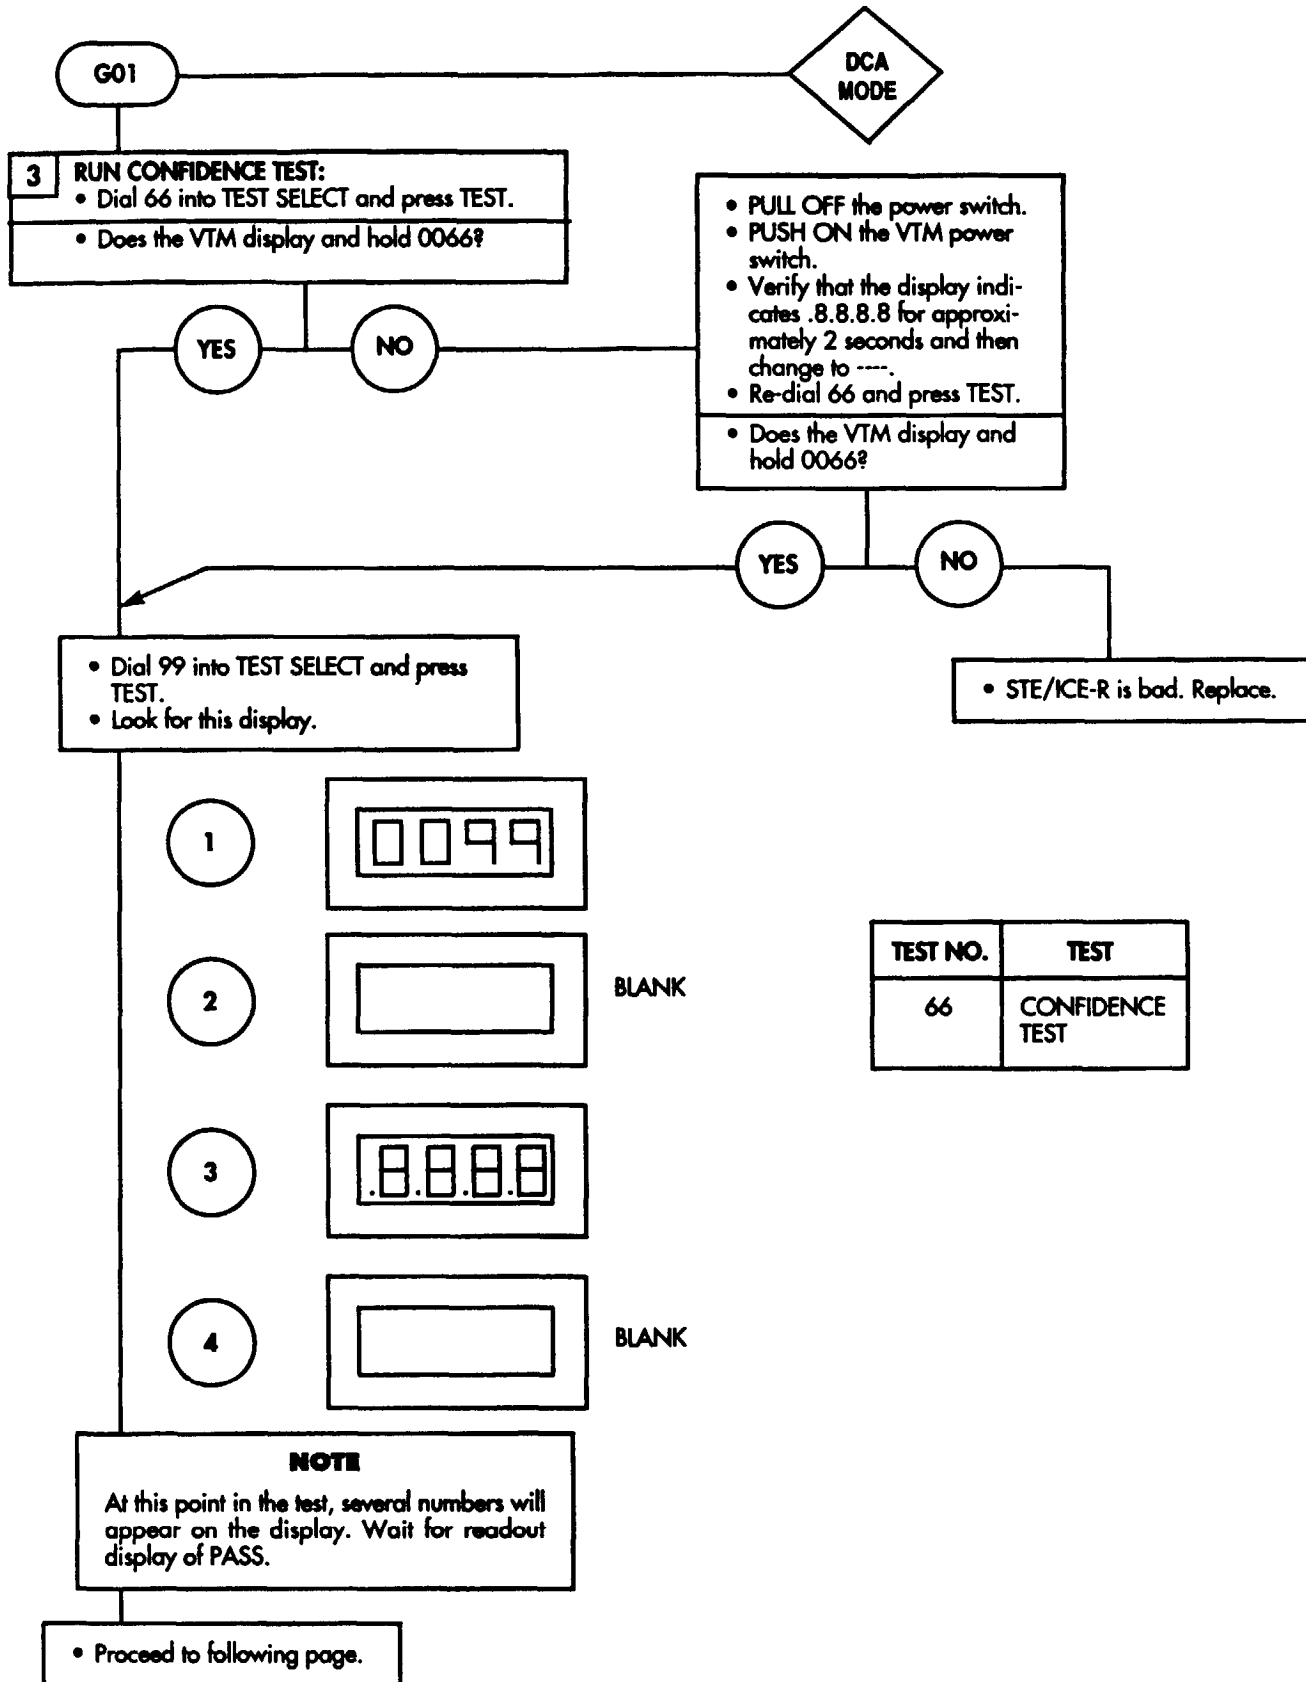 G01
DCA
MODE
3
RUN CONFIDENCE TEST:
• Dial 66 into TEST SELECT and press TEST.
• Does the VTM display and hold 0066?
• PULL OFF the power switch.
• PUSH ON the VTM power
switch.
• Verify that the display indi-
cates .8.8.8.8 for approxi-
mately 2 seconds and then
change to ----.
• Re-dial 66 and press TEST.
• Does the VTM display and
hold 0066?
YES
NO
YES
NO
• Dial 99 into TEST SELECT and press
TEST.
• Look for this display.
• STE/ICE-R is bad. Replace.
1
0099
2
BLANK
TEST NO.
TEST
66
CONFIDENCE
TEST
3
.8.8.8.8
4
BLANK
NOTE
At this point in the test, several numbers will
appear on the display. Wait for readout
display of PASS.
• Proceed to following page.